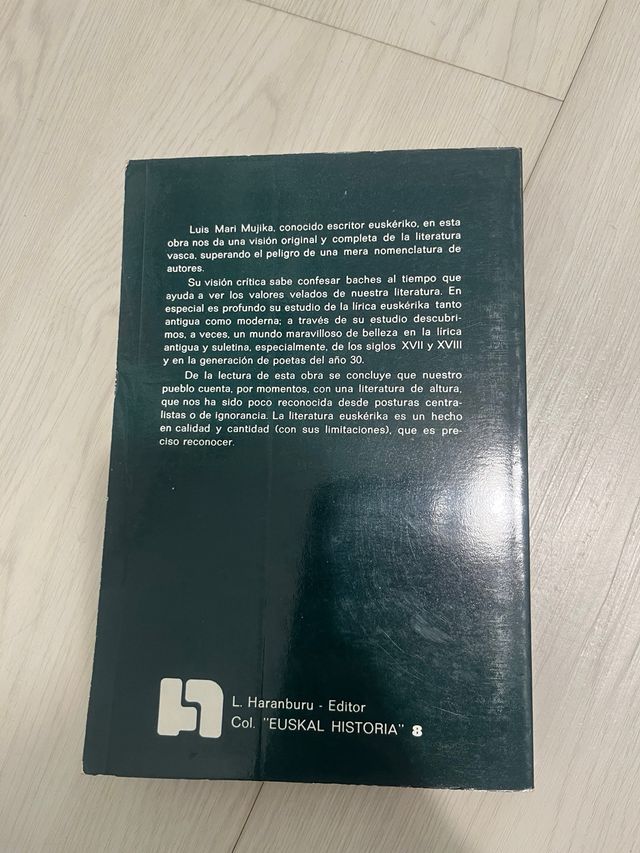 Luis Mari Mujika, conocido escritor euskériko, en esta
obra nos da una visión original y completa de la literatura
vasca, superando el peligro de una mera nomenclatura de
autores.
Su visión crítica sabe confesar baches al tiempo que
ayuda a ver los valores velados de nuestra literatura. En
especial es profundo su estudio de la lírica euskérika tanto
antigua como moderna; a través de su estudio descubri-
mos, a veces, un mundo maravilloso de belleza en la lírica
antigua y suletina, especialmente, de los siglos XVII y XVIII
y en la generación de poetas del año 30.
De la lectura de esta obra se concluye que nuestro
pueblo cuenta, por momentos, con una literatura de altura,
que nos ha sido poco reconocida desde posturas centra-
listas o de ignorancia. La literatura euskérika es un hecho
en calidad y cantidad (con sus limitaciones), que es pre-
ciso reconocer.
L. Haranburu - Editor
Col. "EUSKAL HISTORIA" 8